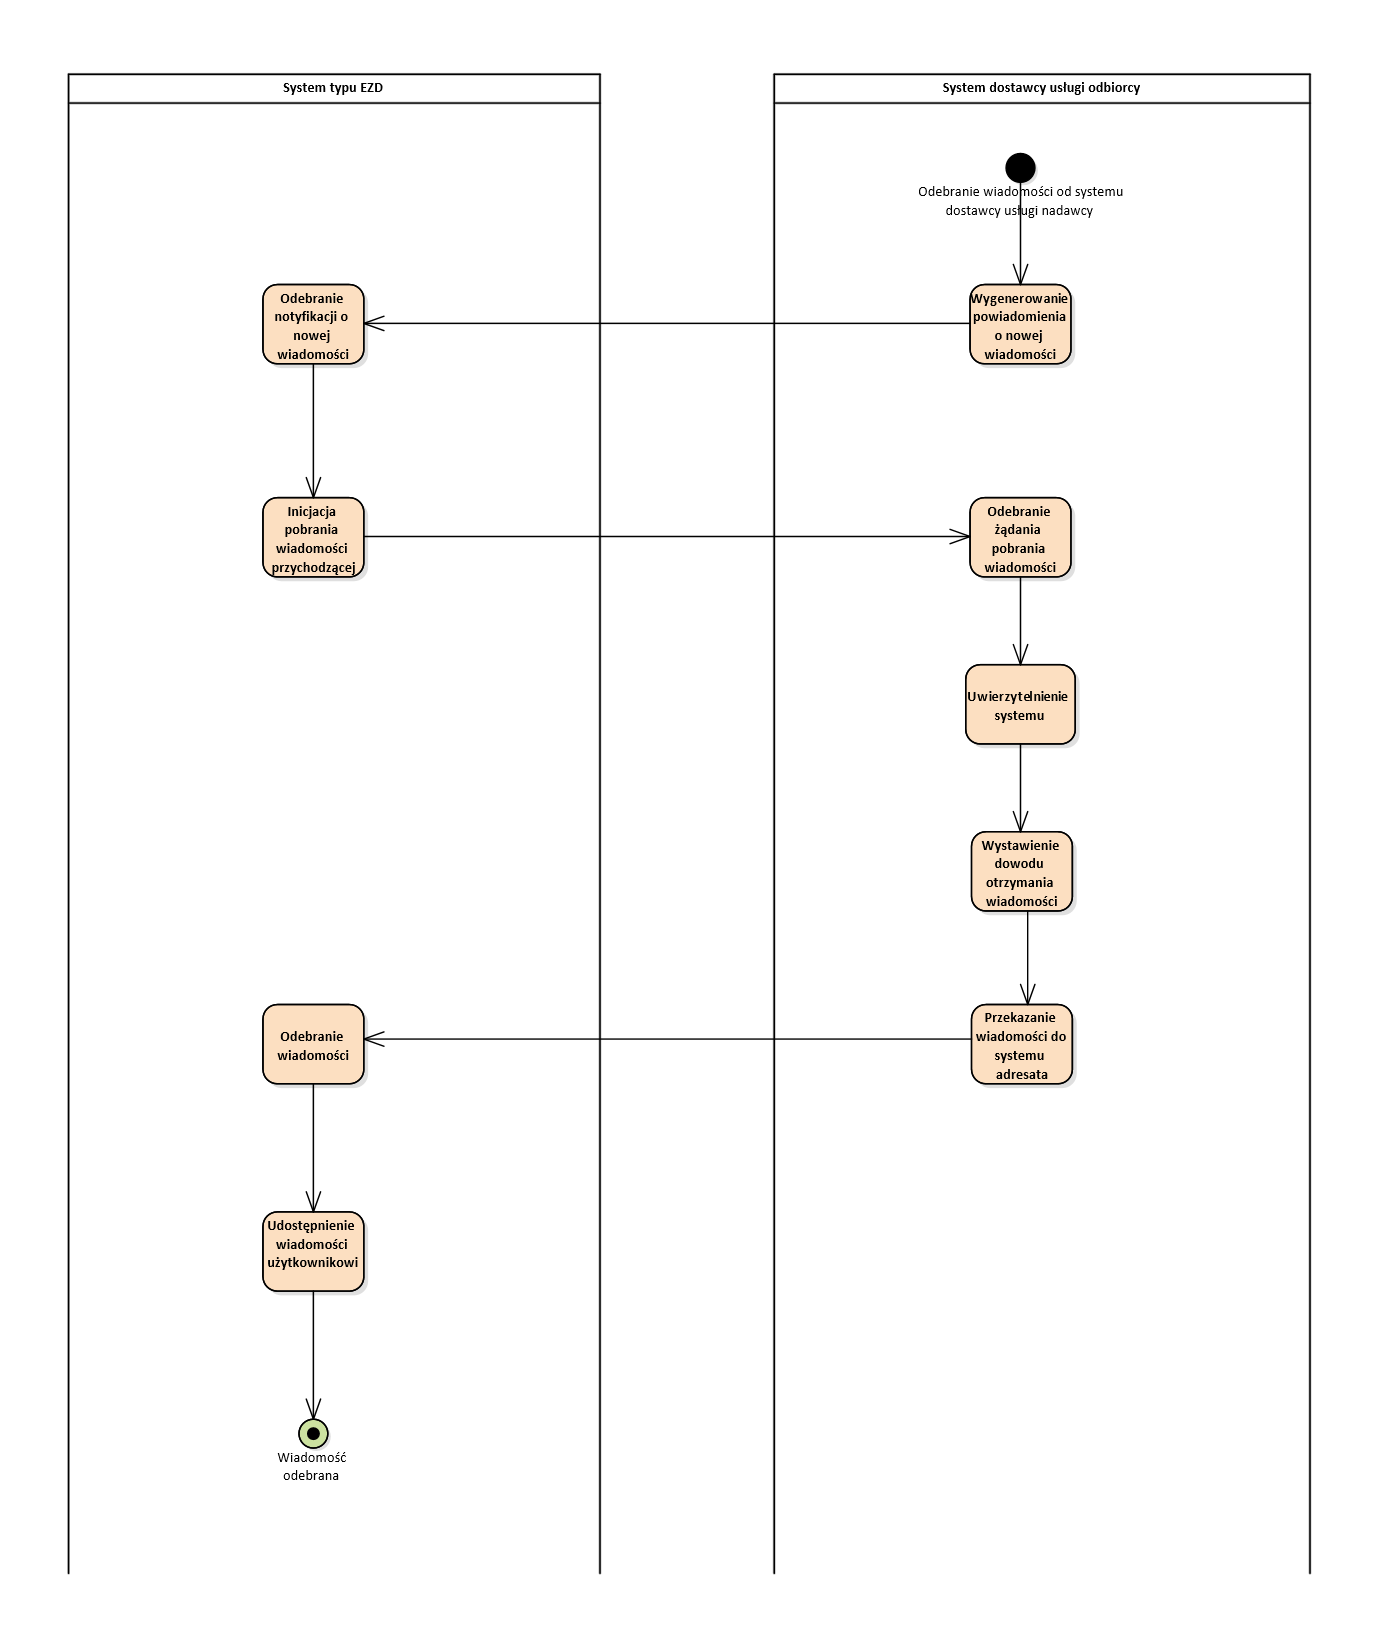 System typu EZD
System dostawcy usługi odbiorcy
Odebranie wiadomości od systemu
dostawcy usługi nadawcy
Odebranie
notyfikacji o
nowej
wiadomości
Wygenerowanie
powiadomienia
o nowej
wiadomości
Inicjacja
pobrania
wiadomości
przychodzącej
Odebranie
żądania
pobrania
wiadomości
Uwierzytelnienie
systemu
Wystawienie
dowodu
otrzymania
wiadomości
Odebranie
wiadomości
Przekazanie
wiadomości do
systemu
adresata
Udostępnienie
wiadomości
użytkownikowi
Wiadomość
odebrana